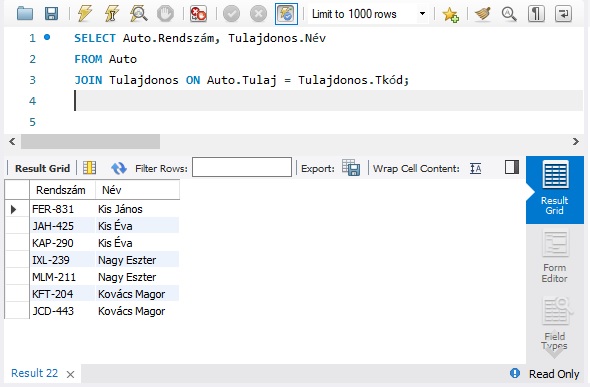 Limit to 1000 rows
1 SELECT Auto.Rendszám, Tulajdonos.Név
2 FROM Auto
3 JOIN Tulajdonos ON Auto.Tulaj = Tulajdonos.Tkód;
4
5
Result Grid Filter Rows: Export: Wrap Cell Content:
Rendszám Név
FER-831 Kis János
JAH-425 Kis Éva
KAP-290 Kis Éva
IXL-239 Nagy Eszter
MLM-211 Nagy Eszter
KFT-204 Kovács Magor
JCD-443 Kovács Magor
Result
Grid
Form
Editor
Field
Types
Result 22 Read Only